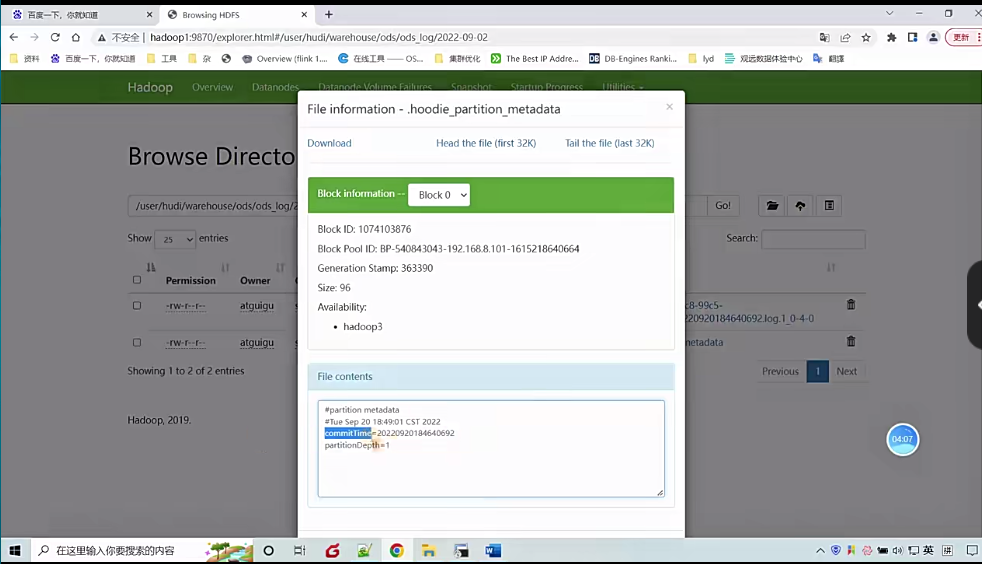 百度一下，你就知道
Browsing HDFS
不安全 | hadoop1:9870/explorer.html#/user/hudi/warehouse/ods/ods_log/2022-09-02
更新
资料 百度一下，你就知道 工具 杂 Overview (flink 1.... 在线工具 —— OS... 集群优化 The Best IP Addre... DB-Engines Ranki... lyd 观远数据体验中心 翻译
Hadoop Overview Datanodes Datanode Volume Failures Snapshot Startup Progress Utilities
File information - .hoodie_partition_metadata
×
Download Head the file (first 32K) Tail the file (last 32K)
Browse Directo
Block information -- Block 0
/user/hudi/warehouse/ods/ods_log/2
Go!
Block ID: 1074103876
Show 25 entries
Search:
Block Pool ID: BP-540843043-192.168.8.101-1615218640664
Generation Stamp: 363390
Permission Owner
Size: 96
-rw-r--r-- atguigu
c8-99c5-
Availability:
20920184640692.log.1_0-4-0
hadoop3
-rw-r--r-- atguigu
metadata
Showing 1 to 2 of 2 entries
Previous 1 Next
File contents
#partition metadata
#Tue Sep 20 18:49:01 CST 2022
commitTime=20220920184640692
partitionDepth=1
Hadoop, 2019.
04:07
在这里输入你要搜索的内容
英
拼